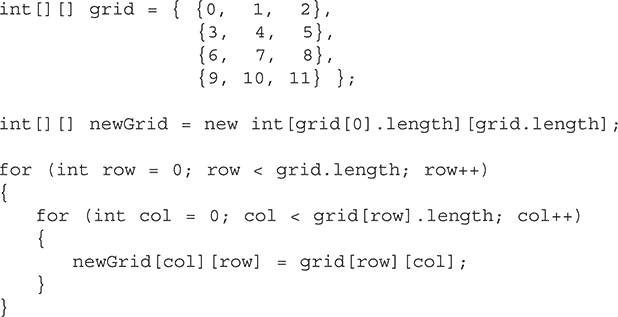 int[][] grid = { {0, 1, 2},
{3, 4, 5},
{6, 7, 8},
{9, 10, 11} };
int[][] newGrid = new int[grid[0].length][grid.length];
for (int row = 0; row < grid.length; row++)
{
for (int col = 0; col < grid[row].length; col++)
{
newGrid[col][row] = grid[row][col];
}
}